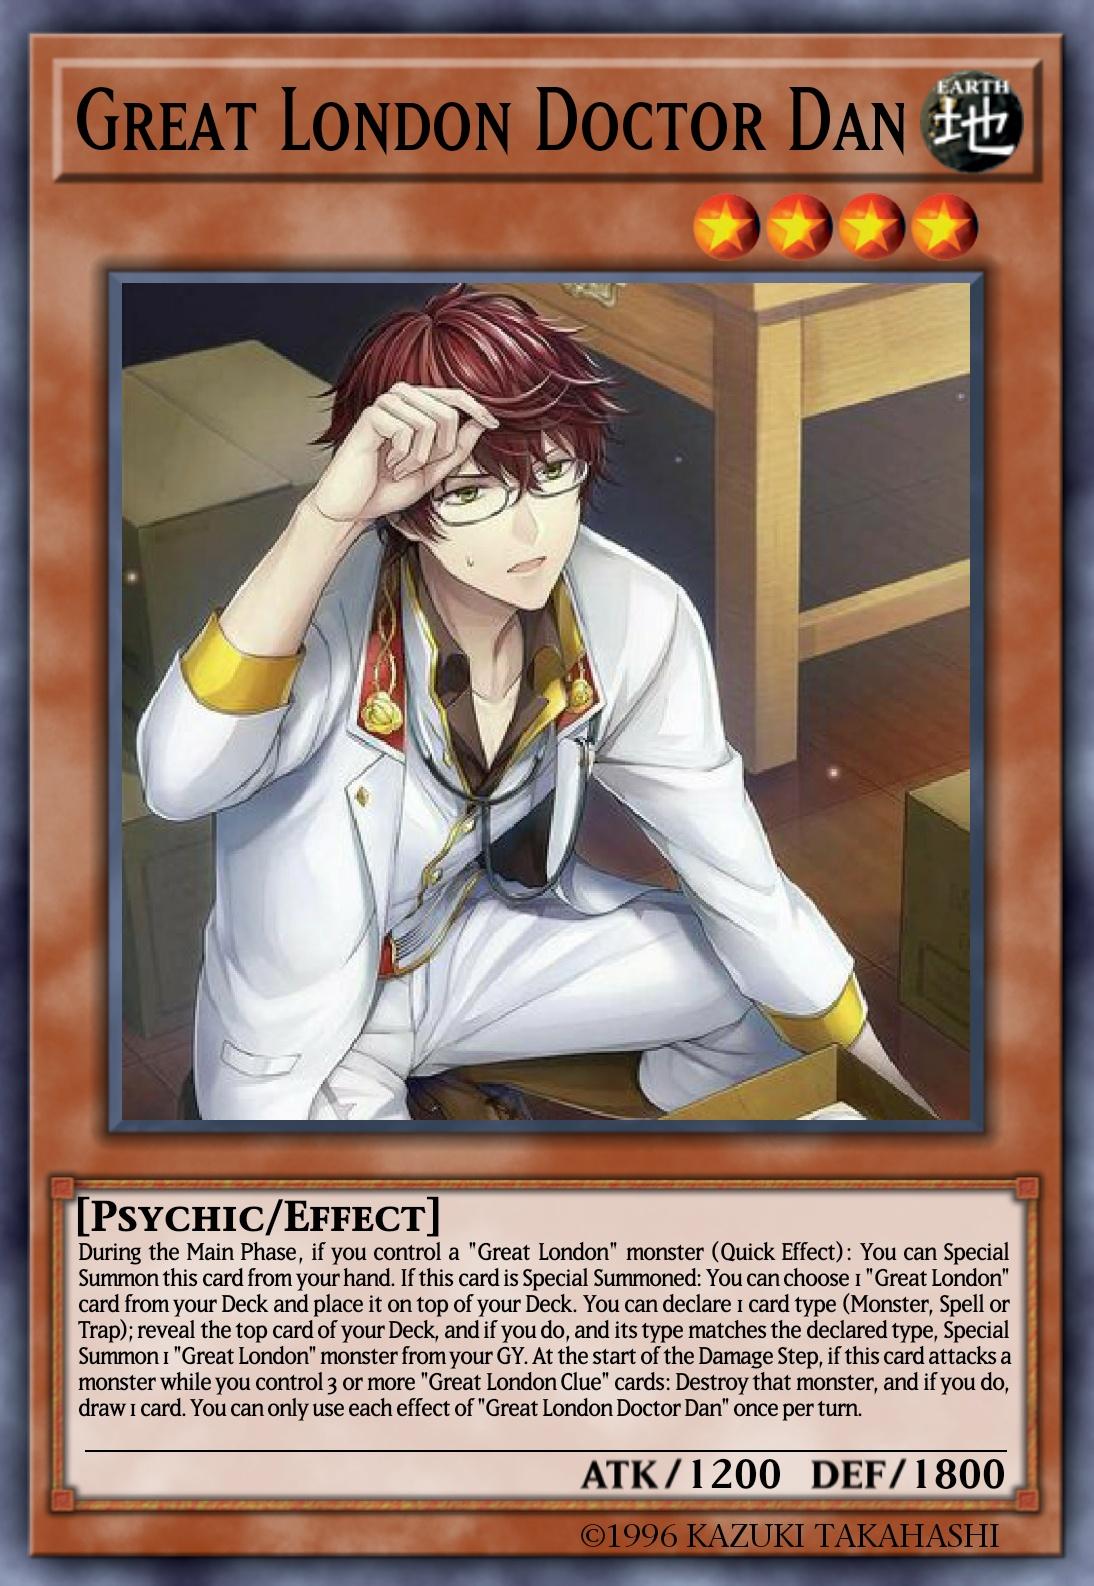 GREAT LONDON DOCTOR DAN
EARTH
地
[PSYCHIC/EFFECT]
During the Main Phase, if you control a "Great London" monster (Quick Effect): You can Special
Summon this card from your hand. If this card is Special Summoned: You can choose 1 "Great London"
card from your Deck and place it on top of your Deck. You can declare 1 card type (Monster, Spell or
Trap); reveal the top card of your Deck, and if you do, and its type matches the declared type, Special
Summon 1 "Great London" monster from your GY. At the start of the Damage Step, if this card attacks a
monster while you control 3 or more "Great London Clue" cards: Destroy that monster, and if you do,
draw 1 card. You can only use each effect of "Great London Doctor Dan" once per turn.
ATK/1200 DEF/1800
©1996 KAZUKI TAKAHASHI